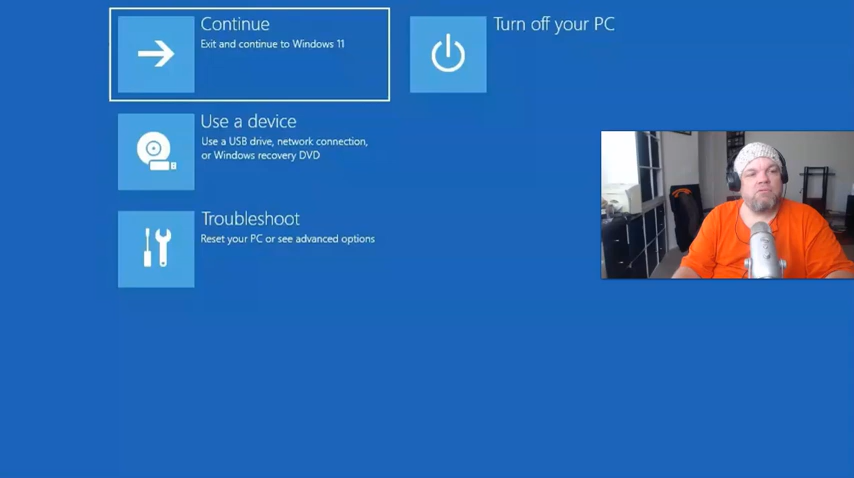 Continue
Exit and continue to Windows 11
Turn off your PC
Use a device
Use a USB drive, network connection,
or Windows recovery DVD
Troubleshoot
Reset your PC or see advanced options